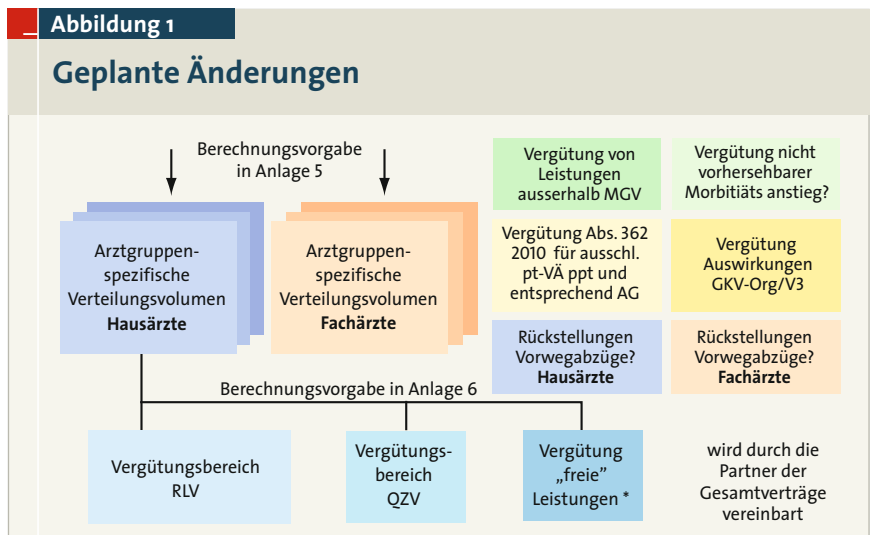 Abbildung 1
Geplante Änderungen
Berechnungsvorgabe
in Anlage 5
Arztgruppen-
spezifische
Verteilungsvolumen
Hausärzte
Arztgruppen-
spezifische
Verteilungsvolumen
Fachärzte
Vergütung von
Leistungen
ausserhalb MGV
Vergütung nicht
vorhersehbarer
Morbitiäts anstieg?
Vergütung Abs. 362
2010 für ausschl.
pt-VÄ ppt und
entsprechend AG
Vergütung
Auswirkungen
GKV-Org/V3
Rückstellungen
Vorwegabzüge?
Hausärzte
Rückstellungen
Vorwegabzüge?
Fachärzte
Berechnungsvorgabe in Anlage 6
Vergütungsbereich
RLV
Vergütungs-
bereich
QZV
Vergütung
„freie”
Leistungen *
wird durch die
Partner der
Gesamtverträge
vereinbart